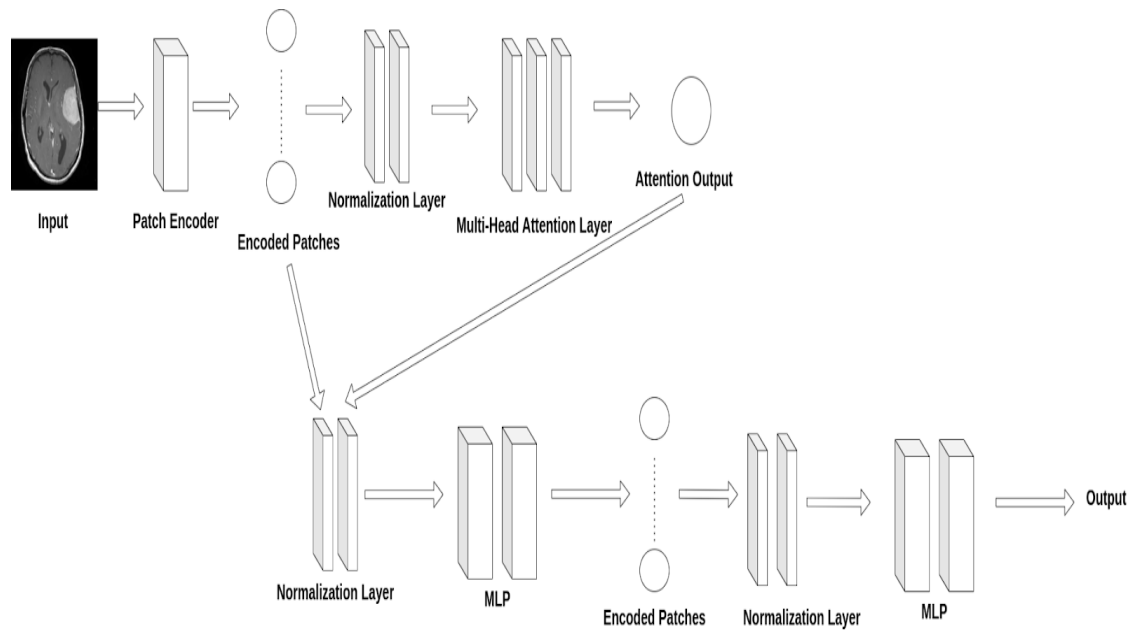 Input
Patch Encoder
Encoded Patches
Normalization Layer
Multi-Head Attention Layer
Attention Output
Normalization Layer
MLP
Encoded Patches
Normalization Layer
MLP
Output